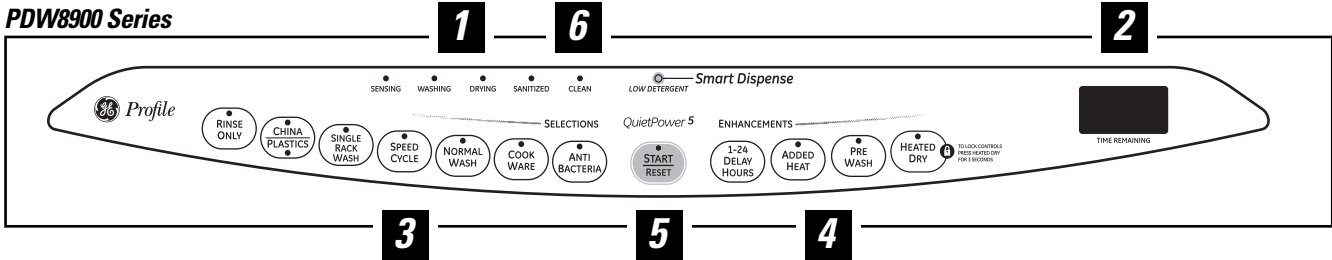 PDW8900 Series
1
6
2
SENSING WASHING DRYING SANITIZED CLEAN
LOW DETERGENT
Smart Dispense
GE Profile
SELECTIONS
QuietPower 5
ENHANCEMENTS
RINSE
ONLY
CHINA
PLASTICS
SINGLE
RACK
WASH
SPEED
CYCLE
NORMAL
WASH
COOK
WARE
ANTI
BACTERIA
START
RESET
1-24
DELAY
HOURS
ADDED
HEAT
PRE
WASH
HEATED
DRY
TO LOCK CONTROLS
PRESS HEATED DRY
FOR 3 SECONDS
TIME REMAINING
3
5
4